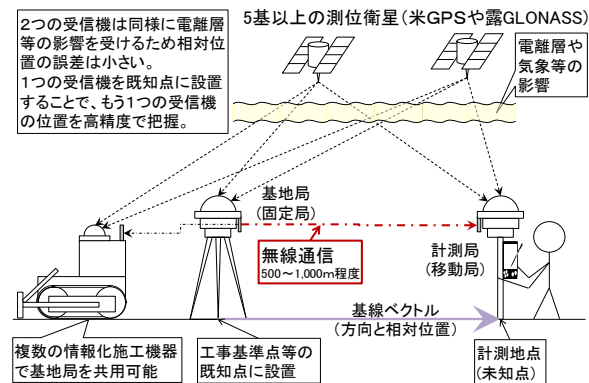 2つの受信機は同様に電離層
等の影響を受けるため相対位
置の誤差は小さい。
1つの受信機を既知点に設置
することで、もう1つの受信機
の位置を高精度で把握。
5基以上の測位衛星(米GPSや露GLONASS)
電離層や
気象等の
影響
基地局
(固定局)
無線通信
500～1,000m程度
計測局
(移動局)
基線ベクトル
(方向と相対位置)
複数の情報化施工機器
で基地局を共用可能
工事基準点等の
既知点に設置
計測地点
(未知点)